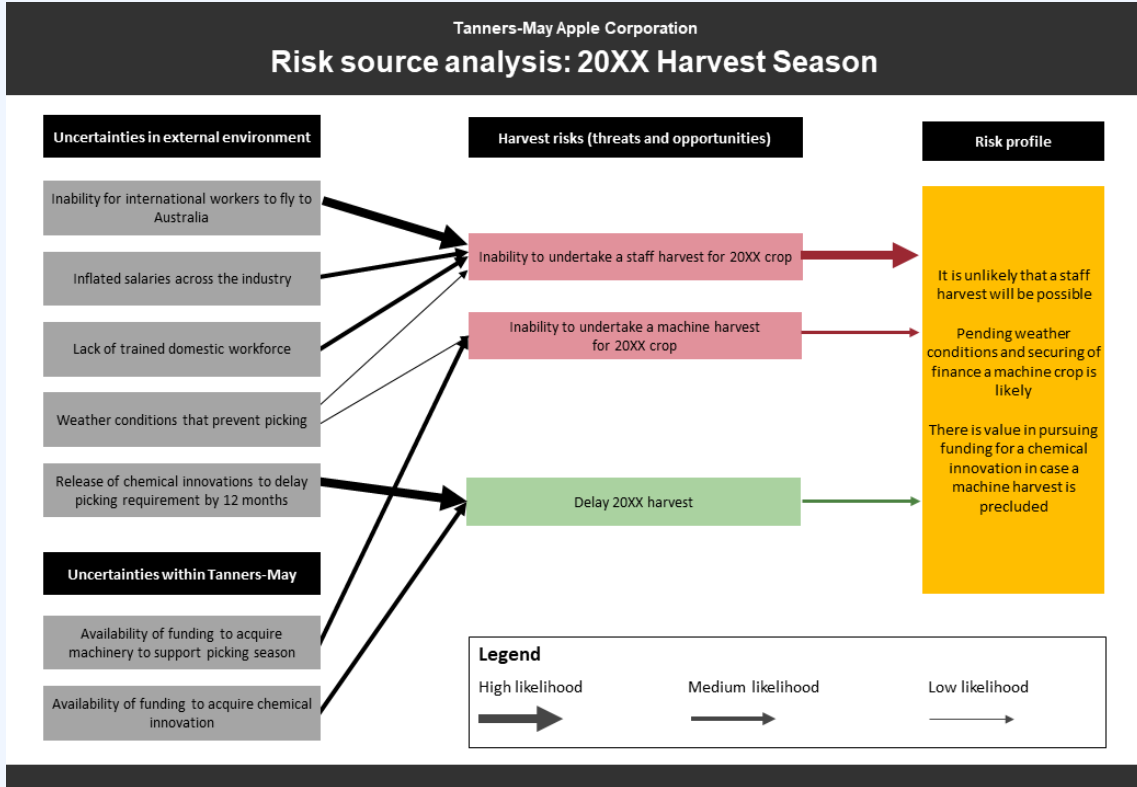 Tanners-May Apple Corporation
Risk source analysis: 20XX Harvest Season
Uncertainties in external environment
Inability for international workers to fly to
Australia
Inflated salaries across the industry
Lack of trained domestic workforce
Weather conditions that prevent picking
Release of chemical innovations to delay
picking requirement by 12 months
Uncertainties within Tanners-May
Availability of funding to acquire
machinery to support picking season
Availability of funding to acquire chemical
innovation
Harvest risks (threats and opportunities)
Inability to undertake a staff harvest for 20XX crop
Inability to undertake a machine harvest
for 20XX crop
Delay 20XX harvest
Risk profile
It is unlikely that a staff
harvest will be possible
Pending weather
conditions and securing of
finance a machine crop is
likely
There is value in pursuing
funding for a chemical
innovation in case a
machine harvest is
precluded
Legend
High likelihood
Medium likelihood
Low likelihood